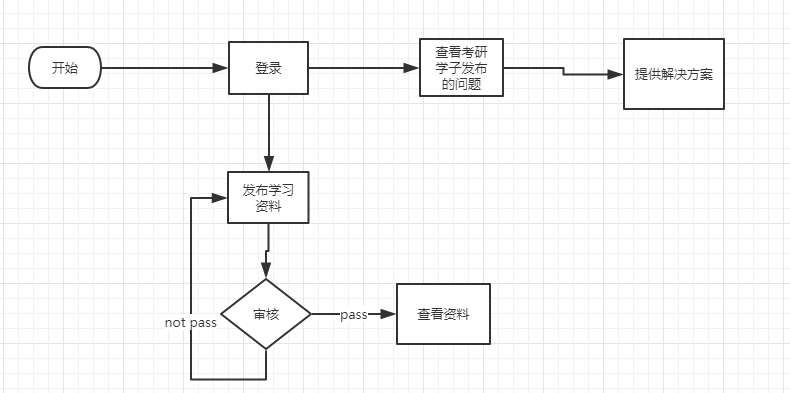 开始
登录
查看考研
学子发布
的问题
提供解决方案
发布学习
资料
审核
not pass
pass
查看资料